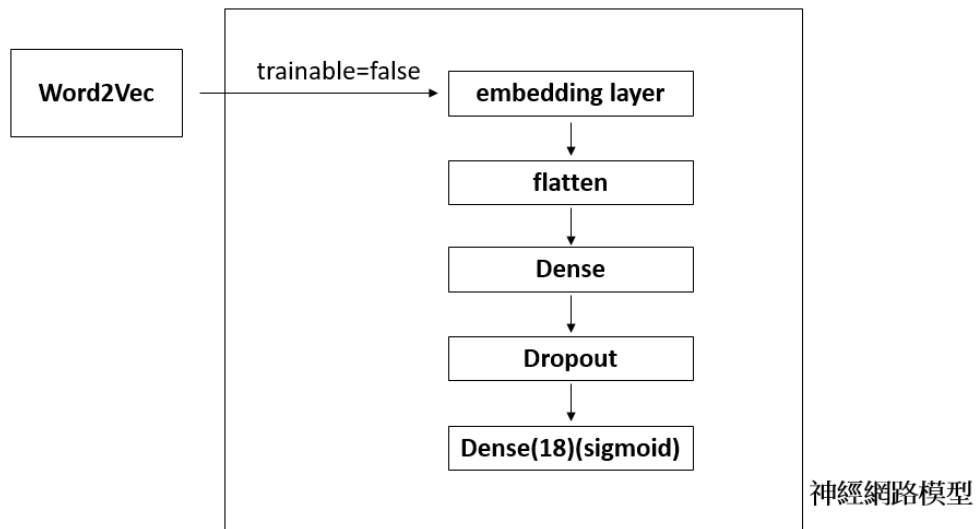 Word2Vec
trainable=false
embedding layer
flatten
Dense
Dropout
Dense(18)(sigmoid)
神經網路模型